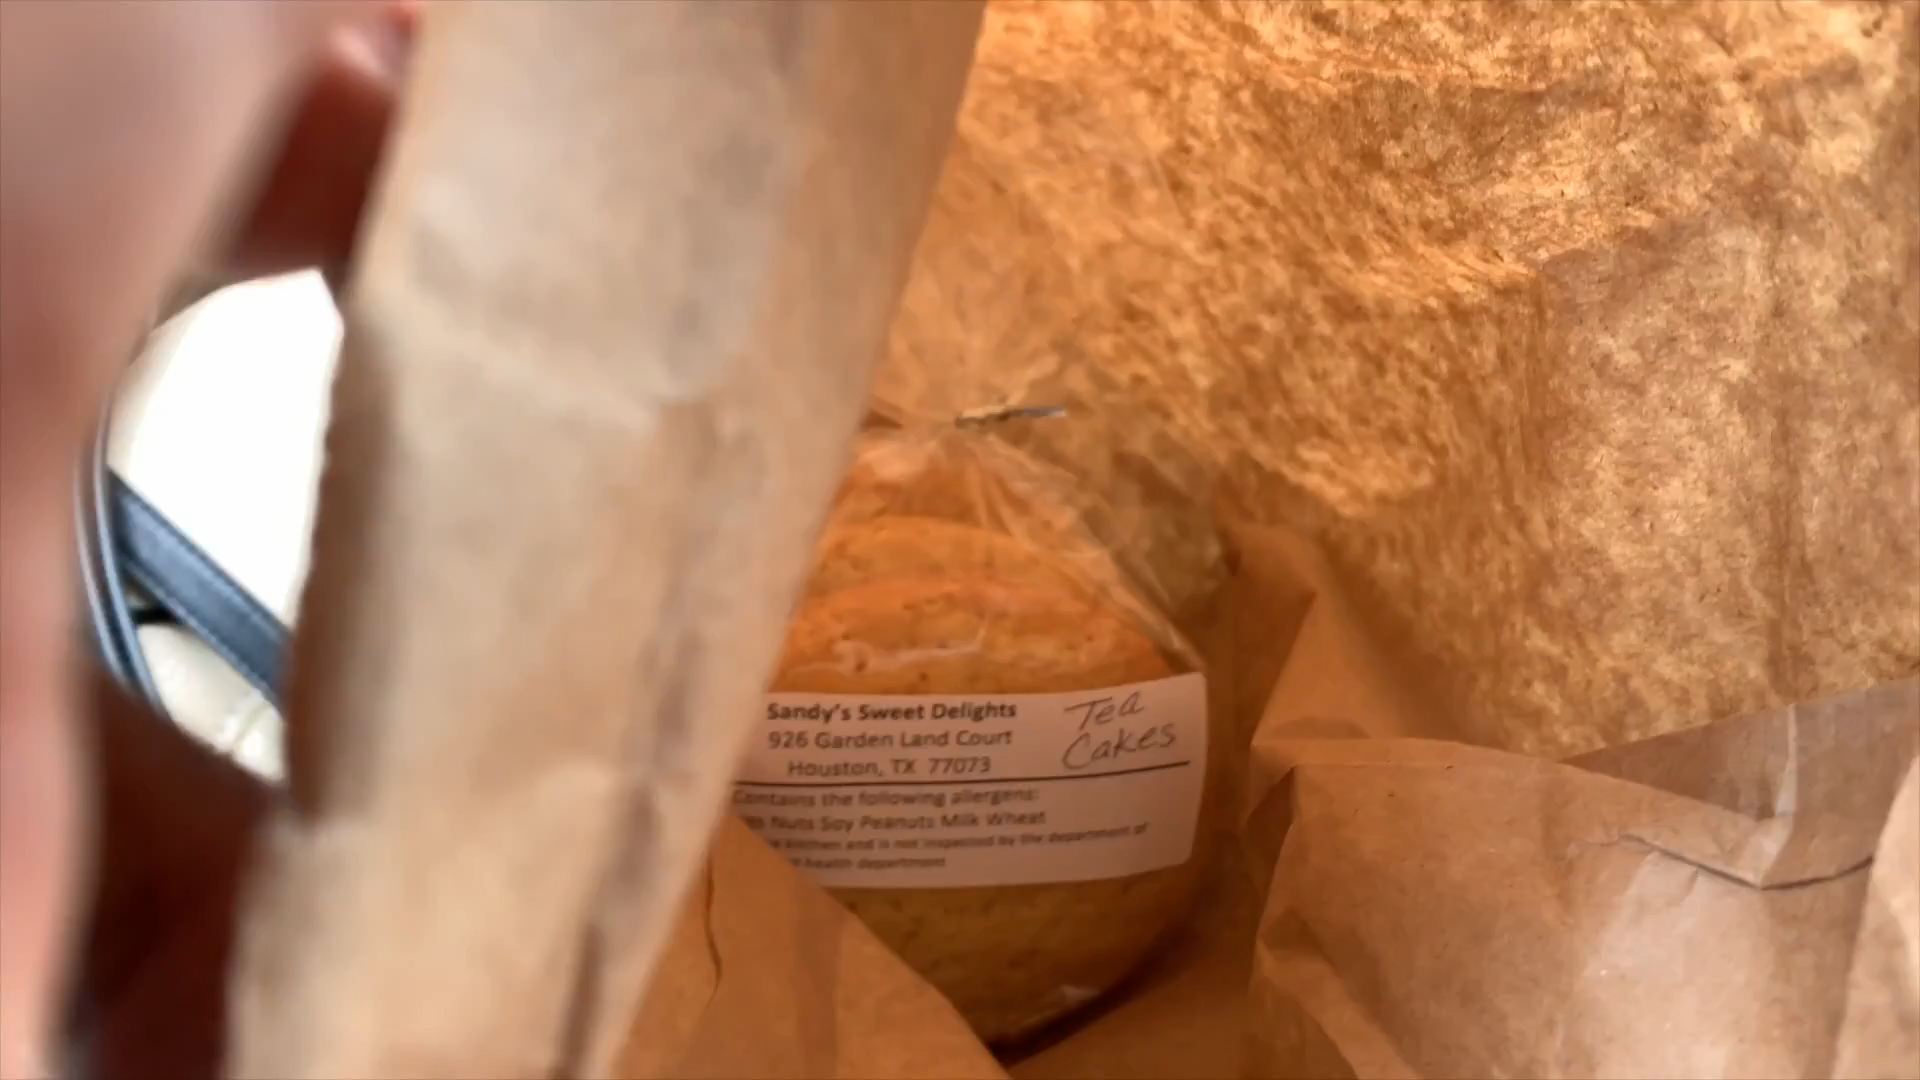 Sandy's Sweet Delights
926 Garden Land Court
Houston, TX 77073
Tea
Cakes
Contains the following allergens:
Nuts Soy Peanuts Milk Wheat
kitchen and is not inspected by the department of
health department